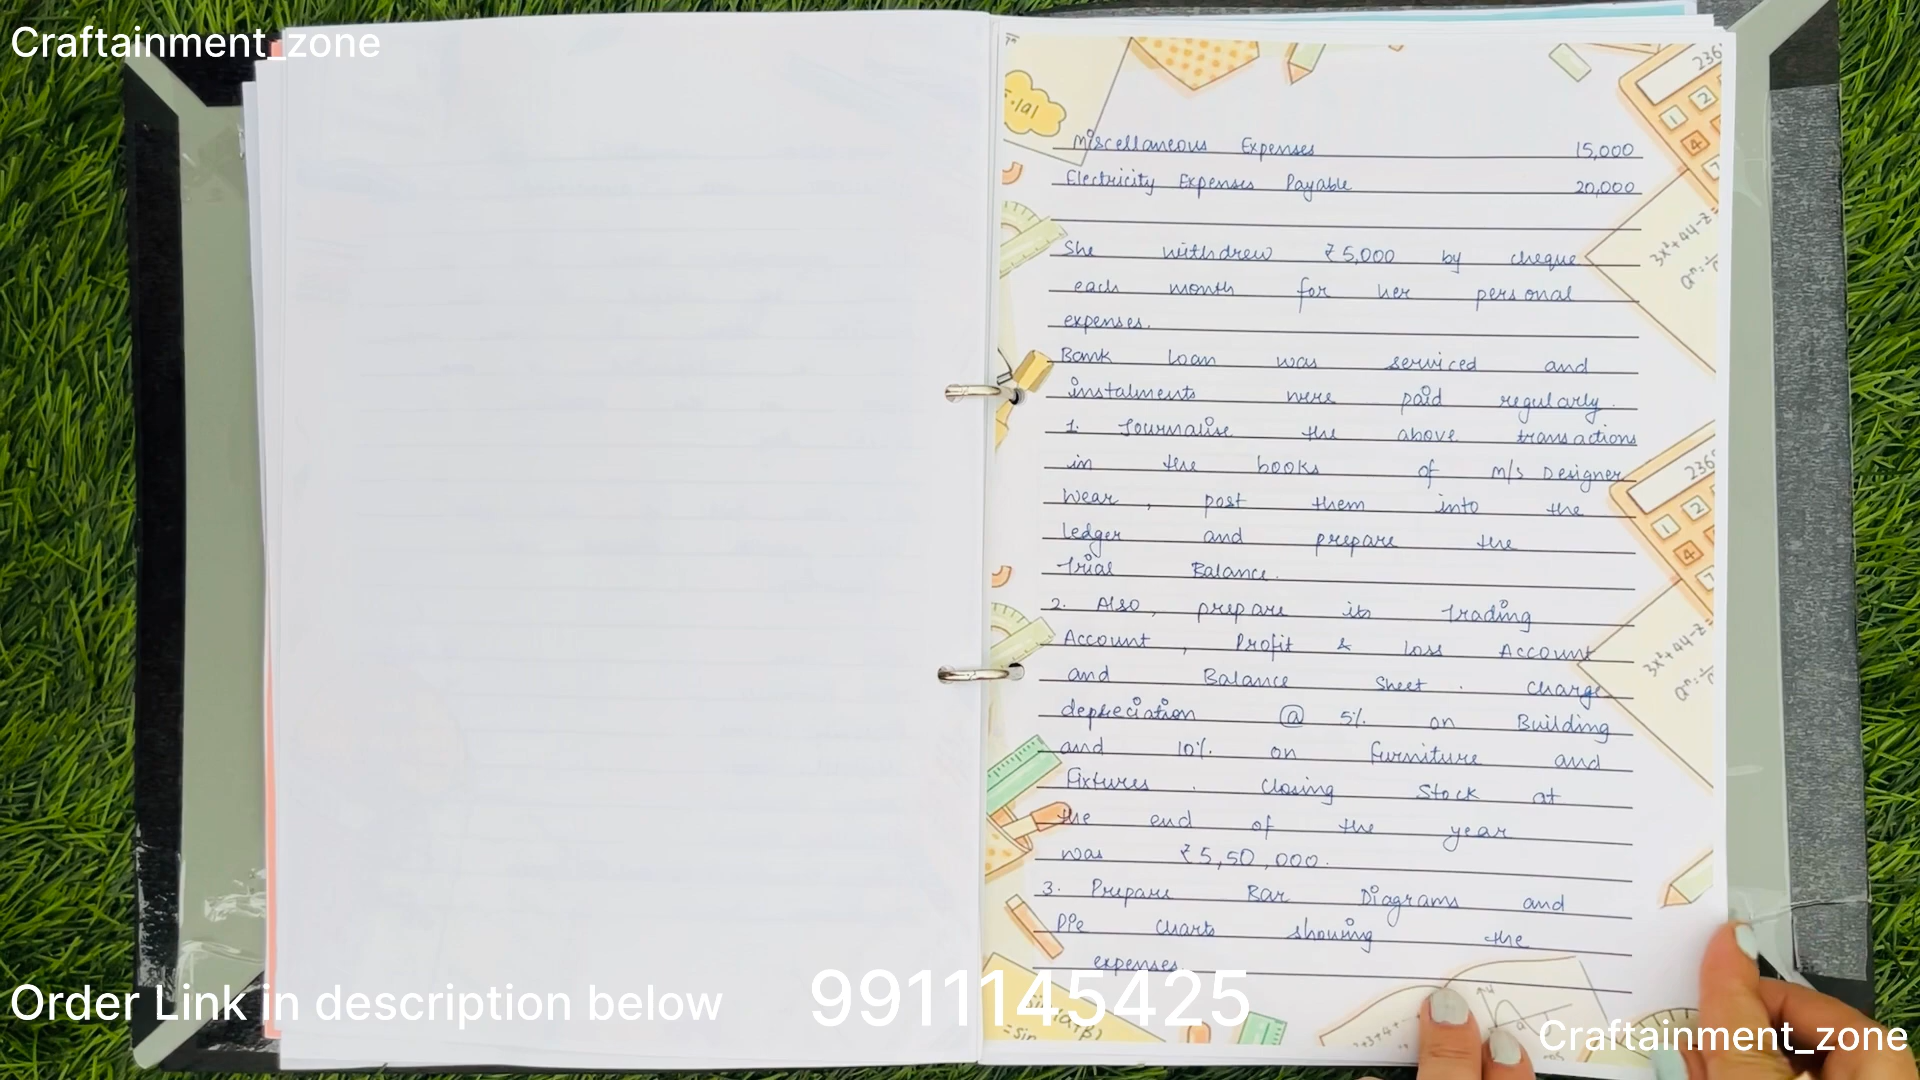 Craftainment_zone
Miscellaneous Expenses 15,000
Electricity Expenses Payable 20,000
She withdrew ₹5,000 by cheque
each month for her personal
expenses.
Bank loan was serviced and
instalments were paid regularly.
1. Journalise the above transactions
in the books of M/s Designer
Wear, post them into the
ledger and prepare the
Trial Balance.
2. Also, prepare its Trading
Account, Profit & Loss Account
and Balance Sheet. Charge
depreciation @ 5% on Building
and 10% on Furniture and
Fixtures. Closing Stock at
the end of the year
was ₹5,50,000.
3. Prepare Bar Diagrams and
Pie Charts showing the
expenses.
Order Link in description below
9911145425
Craftainment_zone